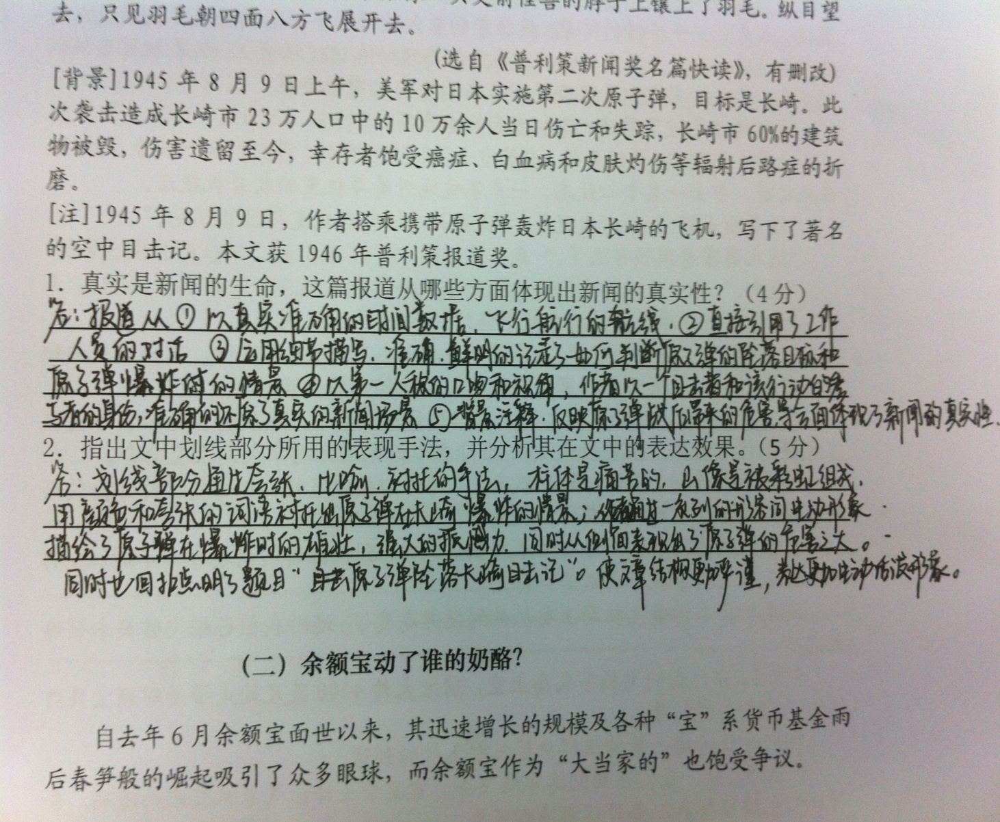 的脖子上镶上了羽毛。纵目望
去，只见羽毛朝四面八方飞展开去。
(选自《普利策新闻奖名篇快读》，有删改)
[背景]1945 年 8 月 9 日上午，美军对日本实施第二次原子弹，目标是长崎。此
次袭击造成长崎市 23 万人口中的 10 万余人当日伤亡和失踪，长崎市 60%的建筑
物被毁，伤害遗留至今，幸存者饱受癌症、白血病和皮肤灼伤等辐射后路症的折
磨。
[注]1945 年 8 月 9 日，作者搭乘携带原子弹轰炸日本长崎的飞机，写下了著名
的空中目击记。本文获 1946 年普利策报道奖。
1．真实是新闻的生命，这篇报道从哪些方面体现出新闻的真实性？（4 分）
答：报道从 ① 以真实准确的时间数据、飞行航行的航线．② 直接引用了工作
人员的对话 ③ 运用细节描写．准确．鲜明的记录了如何判断原子弹的坠落目标和
原子弹爆炸时的情景 ④ 以第一人称的口吻和视角，作者以一个目击者和该行动的参
与者的身份，准确的还原了真实的新闻场景 ⑤ 背景注释．反映原子弹战后带来的危害等全面体现了新闻的真实性．
2．指出文中划线部分所用的表现手法，并分析其在文中的表达效果。（5 分）
答：划线部分通过夸张．比喻．衬托的手法，柱体是痛苦的，山像是被彩虹组成，
用颜色和夸张的词语衬托出原子弹在长崎爆炸的情景；作者通过一系列的形容词生动形象
描绘了原子弹在爆炸时的雄壮，强大的震撼力．同时从侧面表现出了原子弹的危害之大。
同时也回扣点明了题目“原子弹坠落长崎目击记”。使文章结构更加严谨，表达更加生动活泼形象。
（二）余额宝动了谁的奶酪？
自去年 6 月余额宝面世以来，其迅速增长的规模及各种“宝”系货币基金雨
后春笋般的崛起吸引了众多眼球，而余额宝作为“大当家的”也饱受争议。